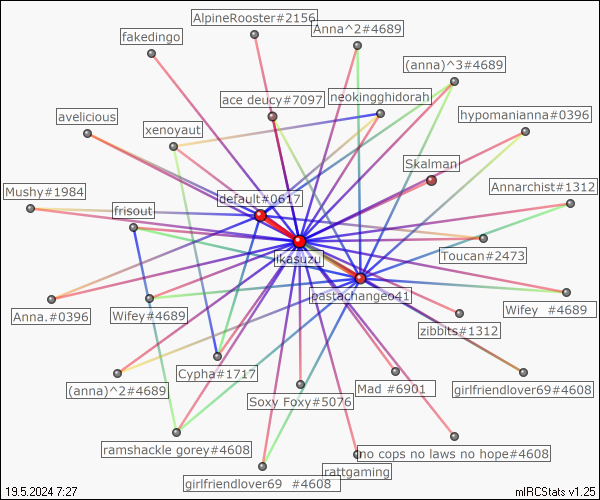 AlpineRooster#2156
Anna^2#4689
fakedingo
(anna)^3#4689
ace deucy#7097
neokingghidorah
avelicious
hypomanianna#0396
xenoyaut
Skalman
Mushy#1984
Annarchist#1312
default#0617
frisout
ikasuzu
Toucan#2473
pastachangeo41
Anna.#0396
Wifey#4689
Wifey #4689
zibbits#1312
Cypha#1717
(anna)^2#4689
Mad #6901
girlfriendlover69#4608
Soxy Foxy#5076
ramshackle gorey#4608
no cops no laws no hope#4608
rattgaming
girlfriendlover69 #4608
19.5.2024 7:27
mIRCStats v1.25